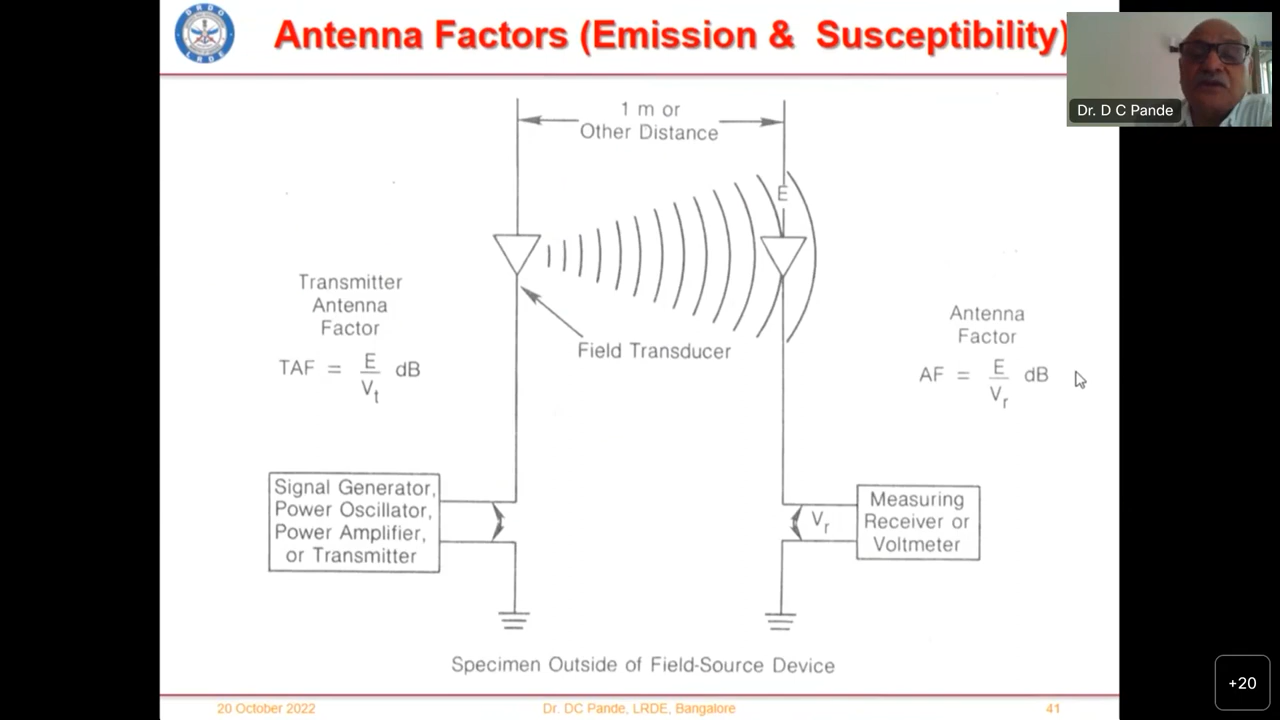 DRDO
LRDE
Antenna Factors (Emission & Susceptibility)
Dr. D C Pande
1 m or
Other Distance
E
Transmitter
Antenna
Factor
TAF = E/Vt dB
Field Transducer
Antenna
Factor
AF = E/Vr dB
Signal Generator,
Power Oscillator,
Power Amplifier,
or Transmitter
Vr
Measuring
Receiver or
Voltmeter
Specimen Outside of Field-Source Device
20 October 2022
Dr. DC Pande, LRDE, Bangalore
41
+20